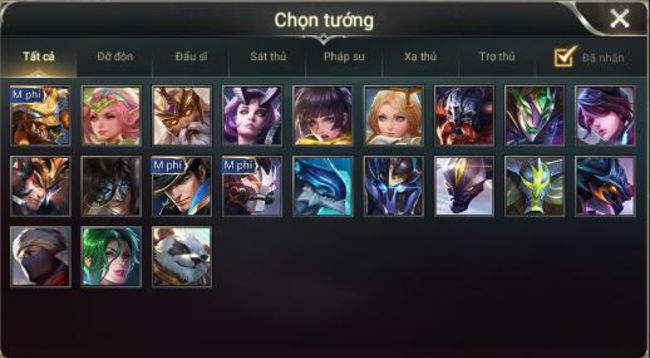 Chọn tướng
Tất cả Đỡ đòn Đấu sĩ Sát thủ Pháp sư Xạ thủ Trợ thủ Đã nhận
M phí
M phí M phí